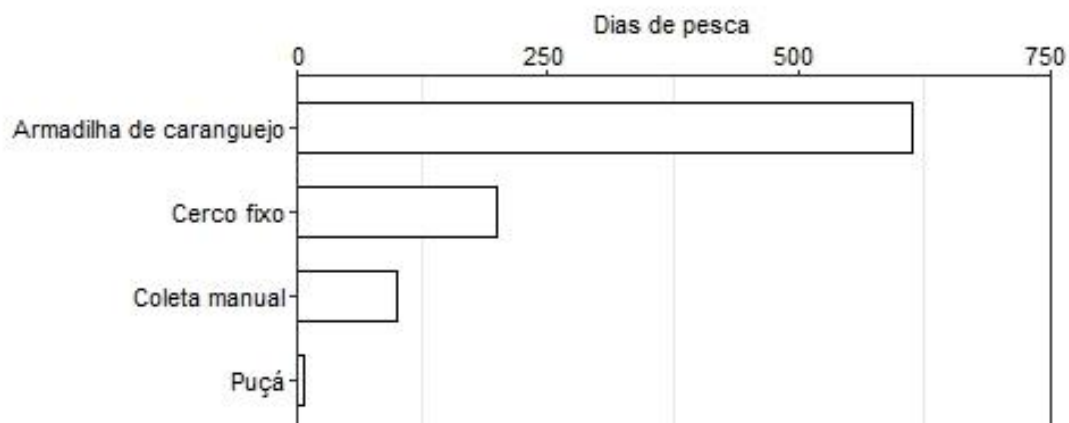 Dias de pesca
0 250 500 750
Armadilha de caranguejo
Cerco fixo
Coleta manual
Puçá